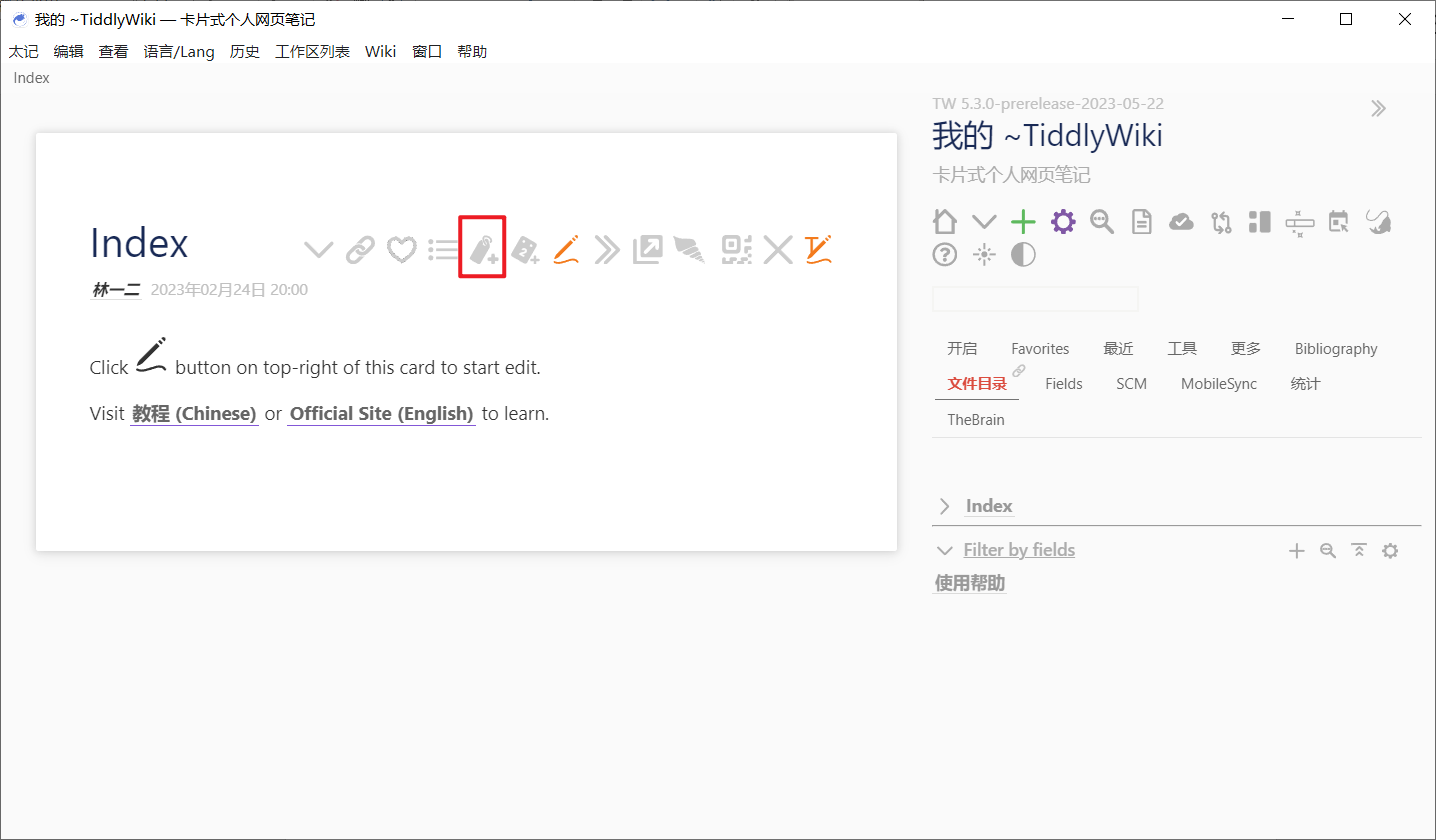 我的 ~TiddlyWiki — 卡片式个人网页笔记
太记 编辑 查看 语言/Lang 历史 工作区列表 Wiki 窗口 帮助
Index
TW 5.3.0-prerelease-2023-05-22
我的 ~TiddlyWiki
卡片式个人网页笔记
Index
林一二 2023年02月24日 20:00
Click button on top-right of this card to start edit.
Visit 教程 (Chinese) or Official Site (English) to learn.
开启 Favorites 最近 工具 更多 Bibliography
文件目录 Fields SCM MobileSync 统计
TheBrain
Index
Filter by fields
使用帮助